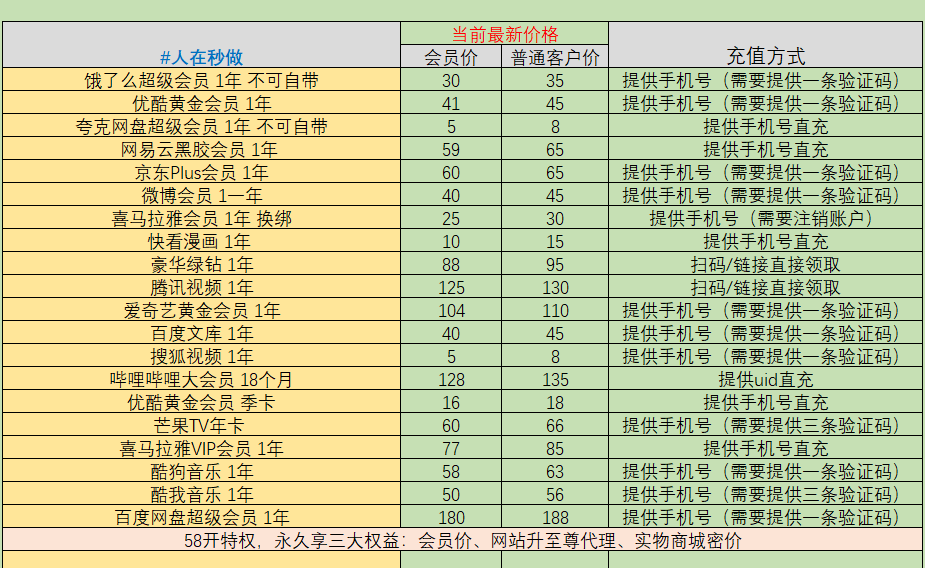 #人在秒做 当前最新价格 充值方式
会员价 普通客户价
饿了么超级会员 1年 不可自带 30 35 提供手机号（需要提供一条验证码）
优酷黄金会员 1年 41 45 提供手机号（需要提供一条验证码）
夸克网盘超级会员 1年 不可自带 5 8 提供手机号直充
网易云黑胶会员 1年 59 65 提供手机号直充
京东Plus会员 1年 60 65 提供手机号（需要提供一条验证码）
微博会员 1一年 40 45 提供手机号（需要提供一条验证码）
喜马拉雅会员 1年 换绑 25 30 提供手机号（需要注销账户）
快看漫画 1年 10 15 提供手机号直充
豪华绿钻 1年 88 95 扫码/链接直接领取
腾讯视频 1年 125 130 扫码/链接直接领取
爱奇艺黄金会员 1年 104 110 提供手机号（需要提供一条验证码）
百度文库 1年 40 45 提供手机号（需要提供一条验证码）
搜狐视频 1年 5 8 提供手机号（需要提供一条验证码）
哔哩哔哩大会员 18个月 128 135 提供uid直充
优酷黄金会员 季卡 16 18 提供手机号直充
芒果TV年卡 60 66 提供手机号（需要提供三条验证码）
喜马拉雅VIP会员 1年 77 85 提供手机号直充
酷狗音乐 1年 58 63 提供手机号（需要提供一条验证码）
酷我音乐 1年 50 56 提供手机号（需要提供三条验证码）
百度网盘超级会员 1年 180 188 提供手机号（需要提供一条验证码）
58开特权，永久享三大权益：会员价、网站升至尊代理、实物商城密价